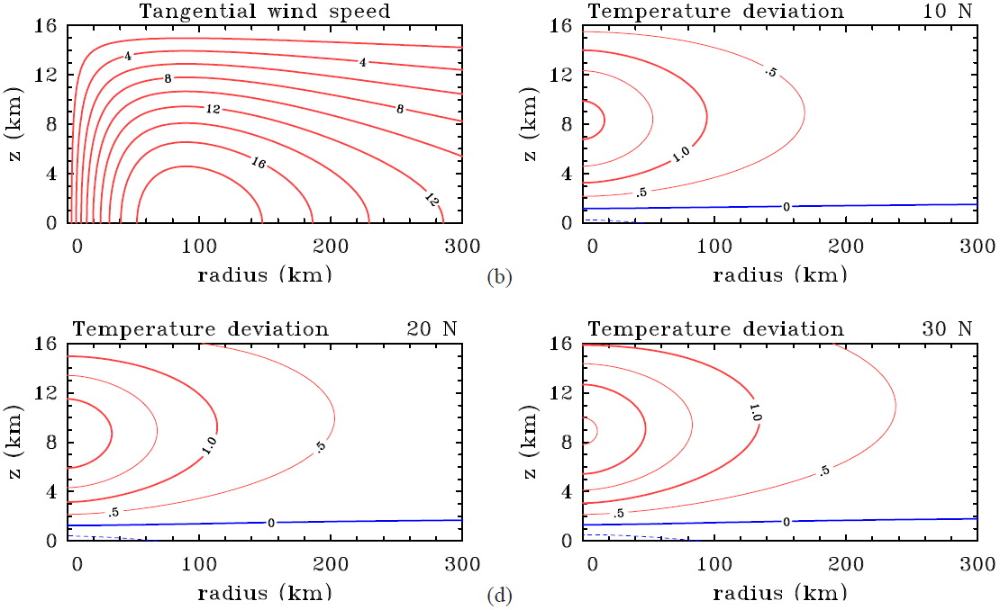 Tangential wind speed
16
12
8
4
0
z (km)
4
4
8
8
12
16
12
0 100 200 300
radius (km)
(b)
Temperature deviation 10 N
16
12
8
4
0
z (km)
.5
1.0
.5
0
0 100 200 300
radius (km)
Temperature deviation 20 N
16
12
8
4
0
z (km)
1.0
.5
.5
0
0 100 200 300
radius (km)
(d)
Temperature deviation 30 N
16
12
8
4
0
z (km)
1.0
.5
.5
0
0 100 200 300
radius (km)